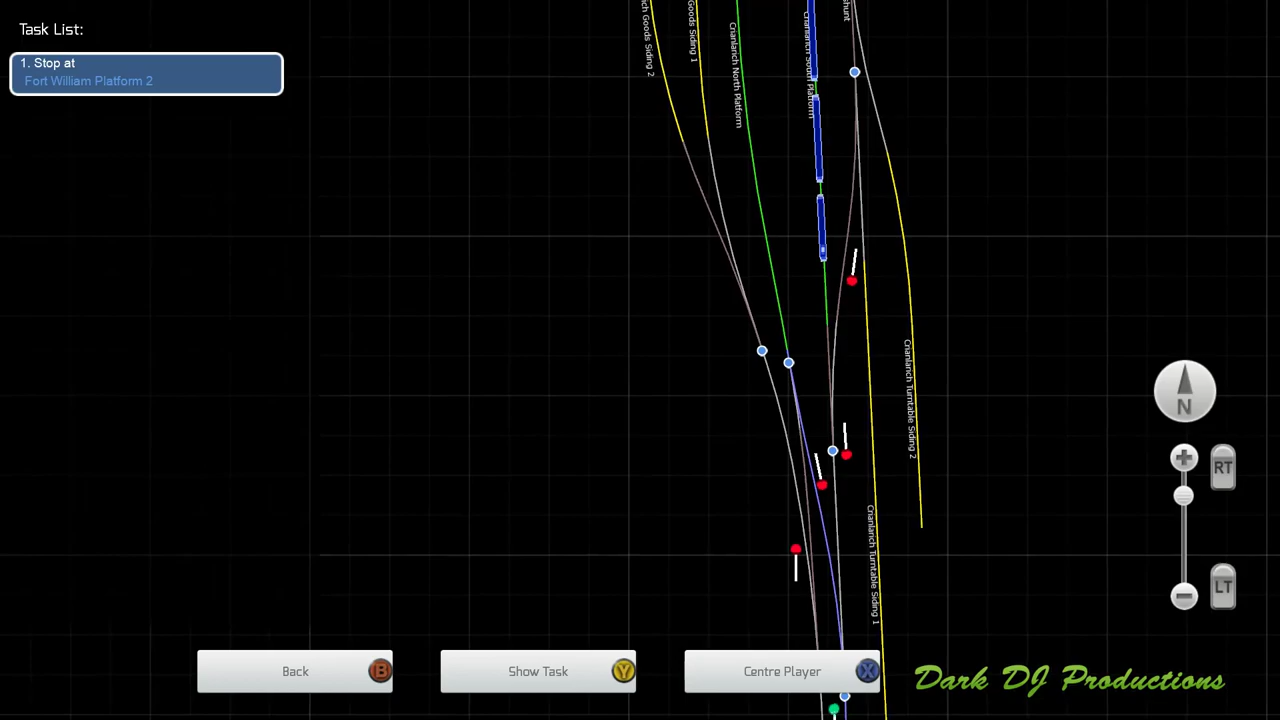 Task List:
1. Stop at
Fort William Platform 2
Goods Siding 2
Goods Siding 1
Crianlarich North Platform
Crianlarich South Platform
shunt
Crianlarich Turntable Siding 2
Crianlarich Turntable Siding 1
N
RT
LT
Back B
Show Task Y
Centre Player X
Dark DJ Productions